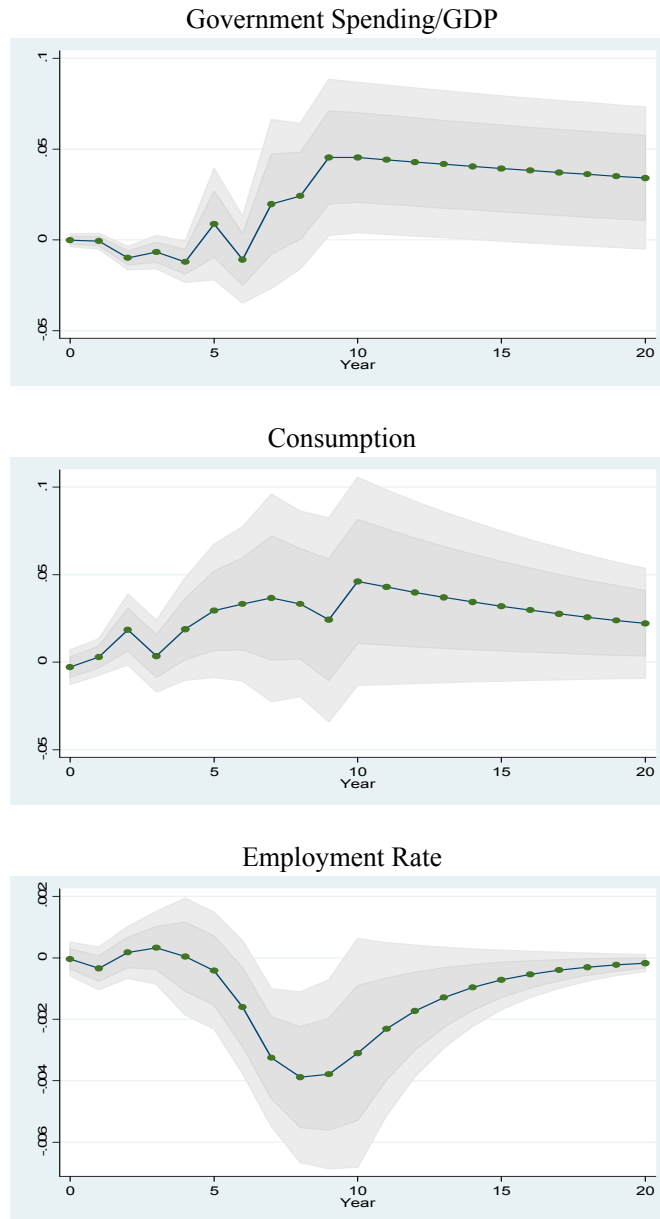 Government Spending/GDP
.1
.05
0
-.05
0 5 10 15 20
Year
Consumption
.1
.05
0
-.05
0 5 10 15 20
Year
Employment Rate
.002
0
-.002
-.004
-.006
0 5 10 15 20
Year